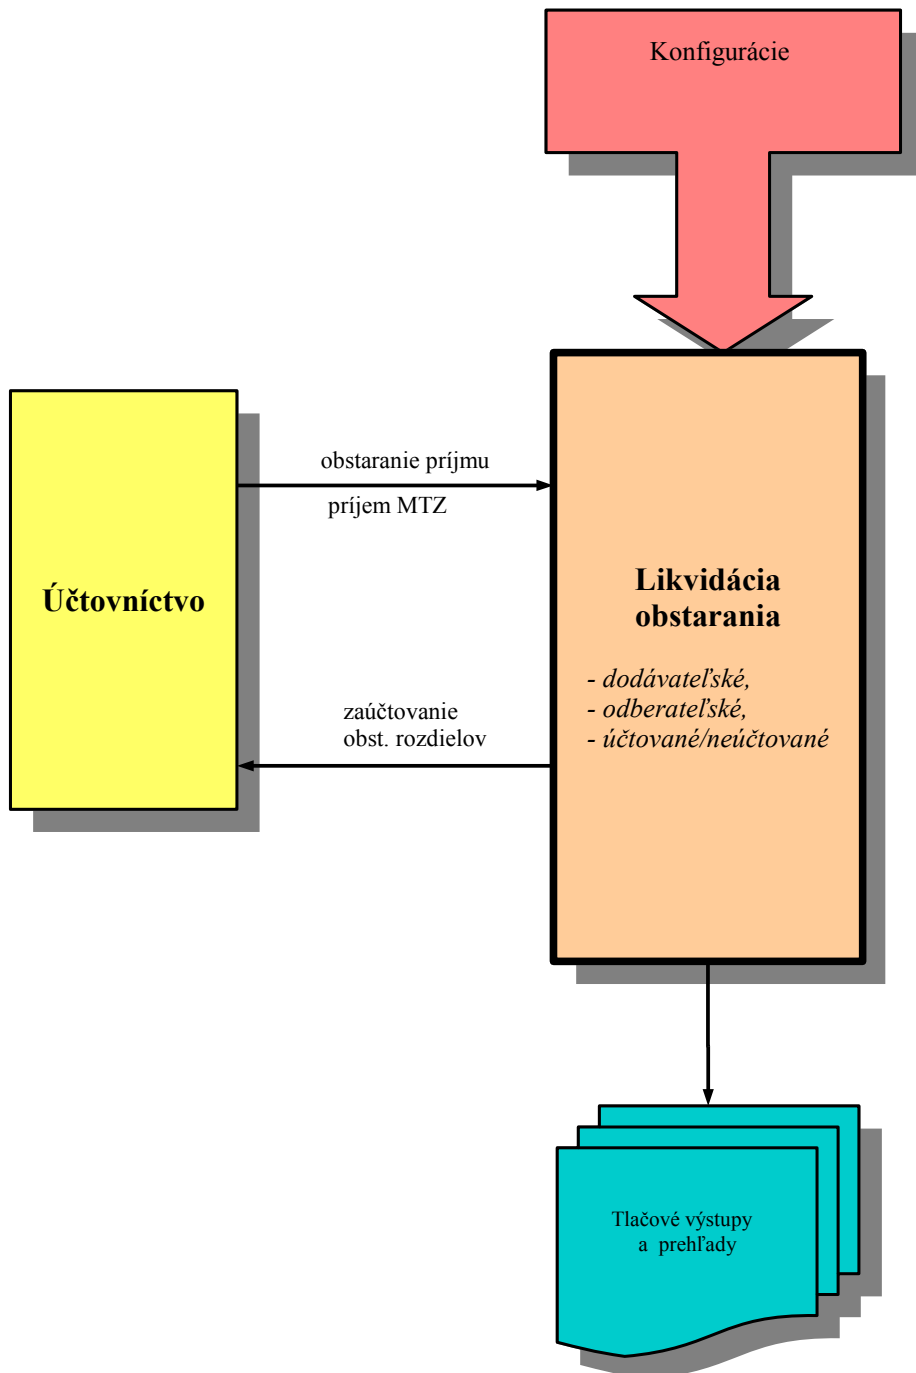 Konfigurácie
obstaranie príjmu
príjem MTZ
Účtovníctvo
Likvidácia
obstarania
- dodávateľské,
- odberateľské,
- účtované/neúčtované
zaúčtovanie
obst. rozdielov
Tlačové výstupy
a prehľady